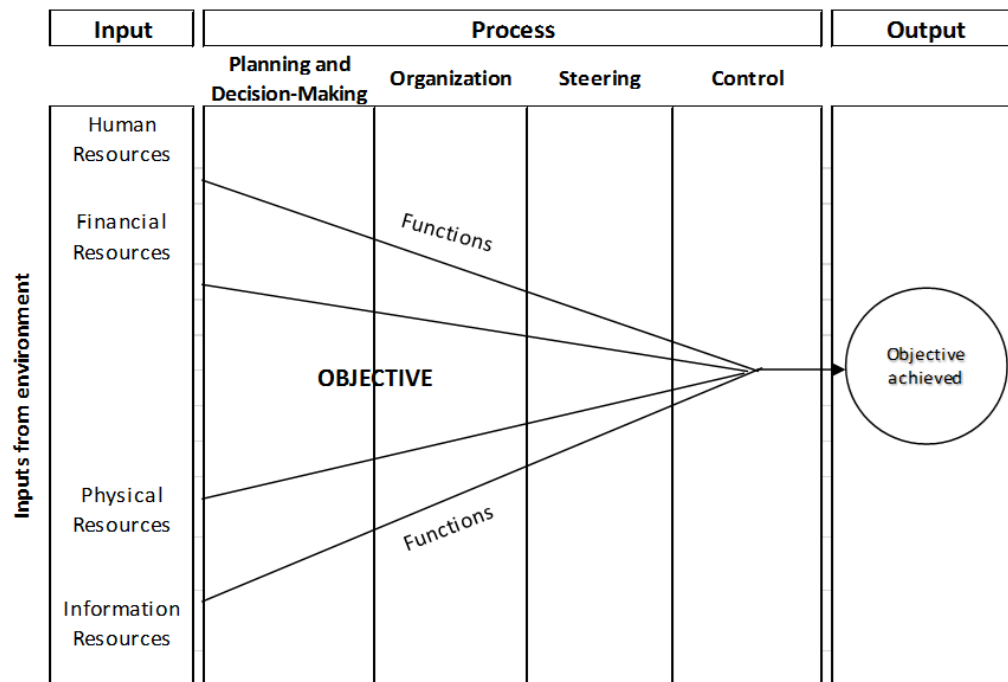 Input
Process
Output
Planning and
Decision-Making
Organization
Steering
Control
Inputs from environment
Human
Resources
Financial
Resources
Physical
Resources
Information
Resources
Functions
OBJECTIVE
Functions
Objective
achieved